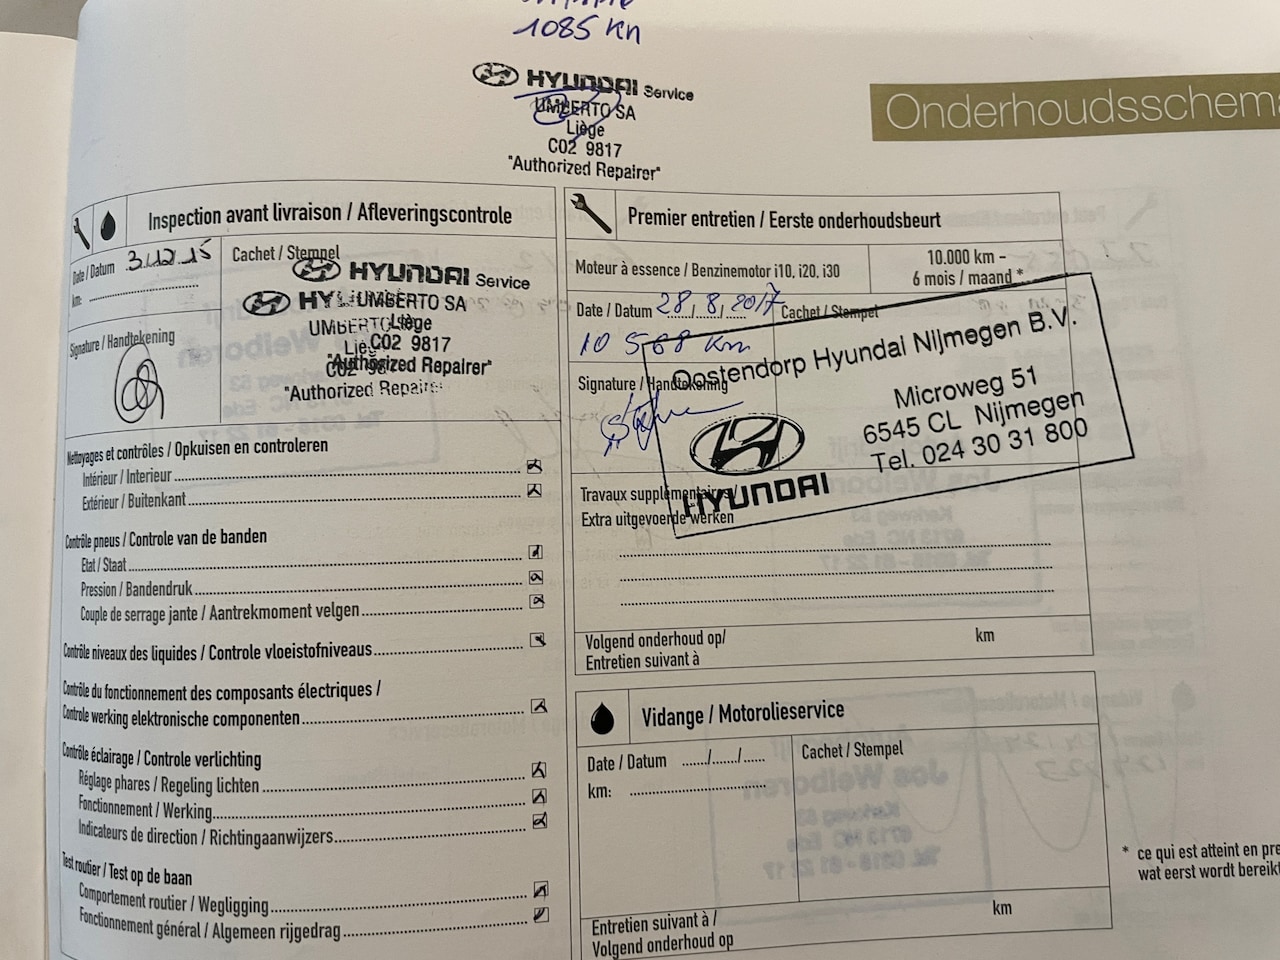 1085 km
HYUNDAI Service
UMBERTO SA
Liège
C02 9817
"Authorized Repairer"
Onderhoudsschema
Inspection avant livraison / Afleveringscontrole
Date / Datum 3.12.15
km:
Signature / Handtekening
Cachet / Stempel
HYUNDAI Service
UMBERTO SA
Liège
C02 9817
"Authorized Repairer"
HYU
UMBERTO
Liè
C02 98
"Authorized Repairer
Nettoyages et contrôles / Opkuisen en controleren
Intérieur / Interieur
Extérieur / Buitenkant
Contrôle pneus / Controle van de banden
Etat / Staat
Pression / Bandendruk
Couple de serrage jante / Aantrekmoment velgen
Contrôle niveaux des liquides / Controle vloeistofniveaus
Contrôle du fonctionnement des composants électriques /
Controle werking elektronische componenten
Contrôle éclairage / Controle verlichting
Réglage phares / Regeling lichten
Fonctionnement / Werking
Indicateurs de direction / Richtingaanwijzers
Test routier / Test op de baan
Comportement routier / Wegligging
Fonctionnement général / Algemeen rijgedrag
Premier entretien / Eerste onderhoudsbeurt
Moteur à essence / Benzinemotor i10, i20, i30
10.000 km -
6 mois / maand *
Date / Datum 28/8/2017
10 568 km
Signature / Handtekening
Cachet / Stempel
Oostendorp Hyundai Nijmegen B.V.
Microweg 51
6545 CL Nijmegen
Tel. 024 30 31 800
HYUNDAI
Travaux supplémentaires /
Extra uitgevoerde werken
Volgend onderhoud op/
Entretien suivant à
km
Vidange / Motorolieservice
Date / Datum ....../....../......
km:
Cachet / Stempel
Entretien suivant à /
Volgend onderhoud op
km
* ce qui est atteint en pre
wat eerst wordt bereikt